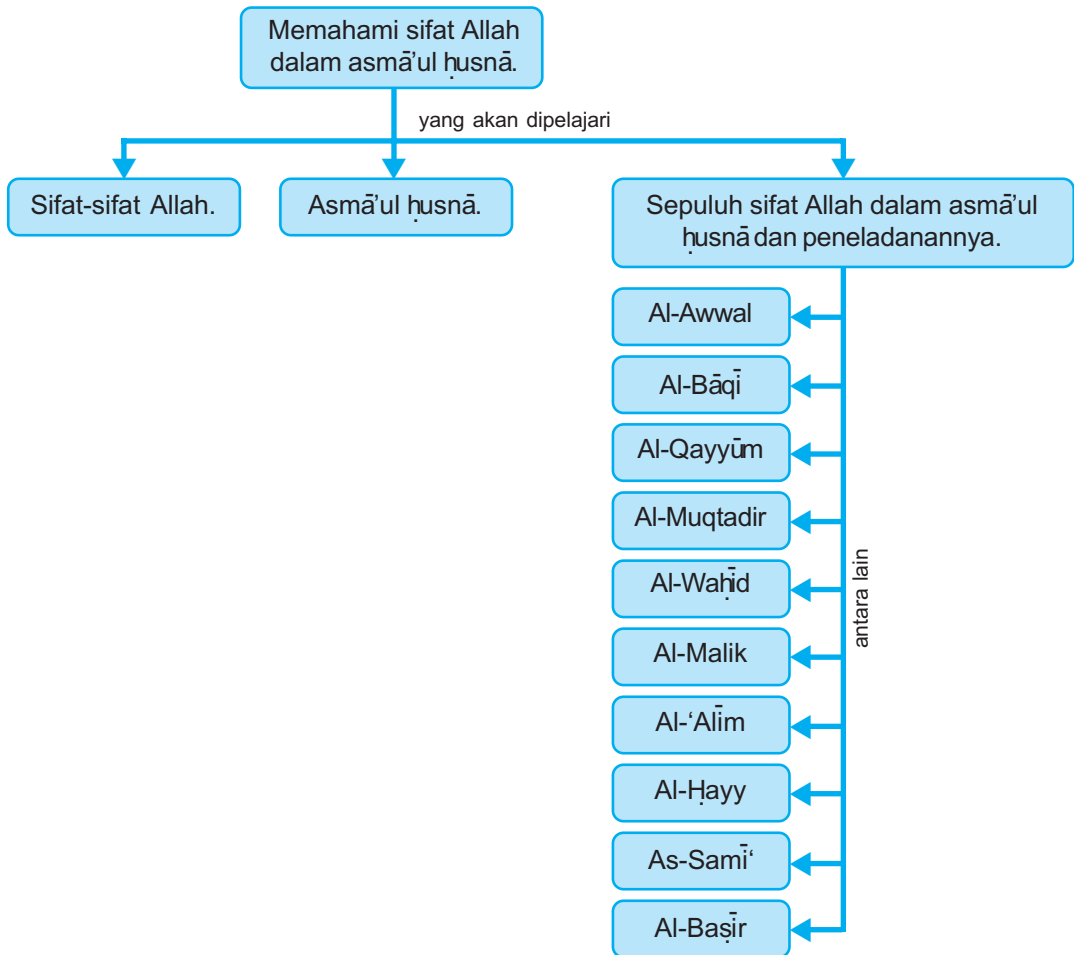 Memahami sifat Allah
dalam asmā’ul ḥusnā.
yang akan dipelajari
Sifat-sifat Allah.
Asmā’ul ḥusnā.
Sepuluh sifat Allah dalam asmā’ul
ḥusnā dan peneladanannya.
Al-Awwal
Al-Bāqī
Al-Qayyūm
Al-Muqtadir
Al-Waḥīd
Al-Malik
Al-‘Alīm
Al-Ḥayy
As-Samī‘
Al-Baṣīr
antara lain